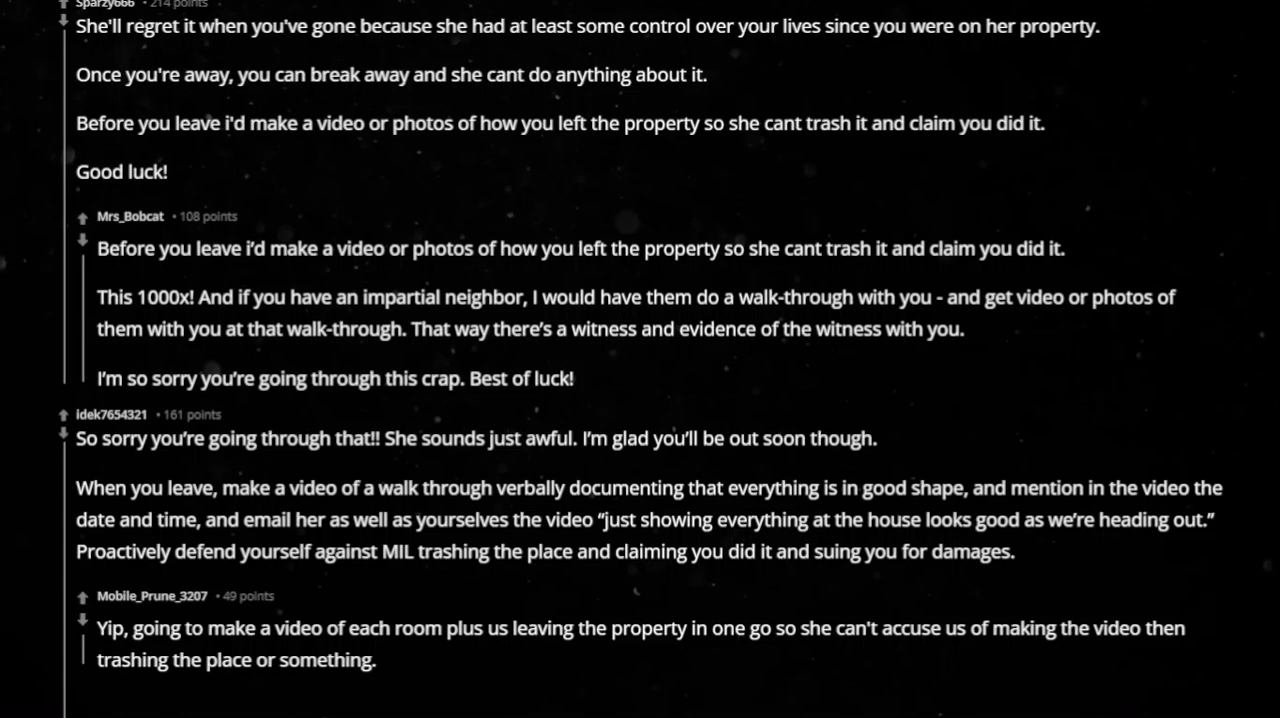 Sparzy666 • 214 points
She'll regret it when you've gone because she had at least some control over your lives since you were on her property.
Once you're away, you can break away and she cant do anything about it.
Before you leave i'd make a video or photos of how you left the property so she cant trash it and claim you did it.
Good luck!
Mrs_Bobcat • 108 points
Before you leave i’d make a video or photos of how you left the property so she cant trash it and claim you did it.
This 1000x! And if you have an impartial neighbor, I would have them do a walk-through with you - and get video or photos of
them with you at that walk-through. That way there’s a witness and evidence of the witness with you.
I’m so sorry you’re going through this crap. Best of luck!
idek7654321 • 161 points
So sorry you’re going through that!! She sounds just awful. I’m glad you’ll be out soon though.
When you leave, make a video of a walk through verbally documenting that everything is in good shape, and mention in the video the
date and time, and email her as well as yourselves the video “just showing everything at the house looks good as we’re heading out.”
Proactively defend yourself against MIL trashing the place and claiming you did it and suing you for damages.
Mobile_Prune_3207 • 49 points
Yip, going to make a video of each room plus us leaving the property in one go so she can't accuse us of making the video then
trashing the place or something.